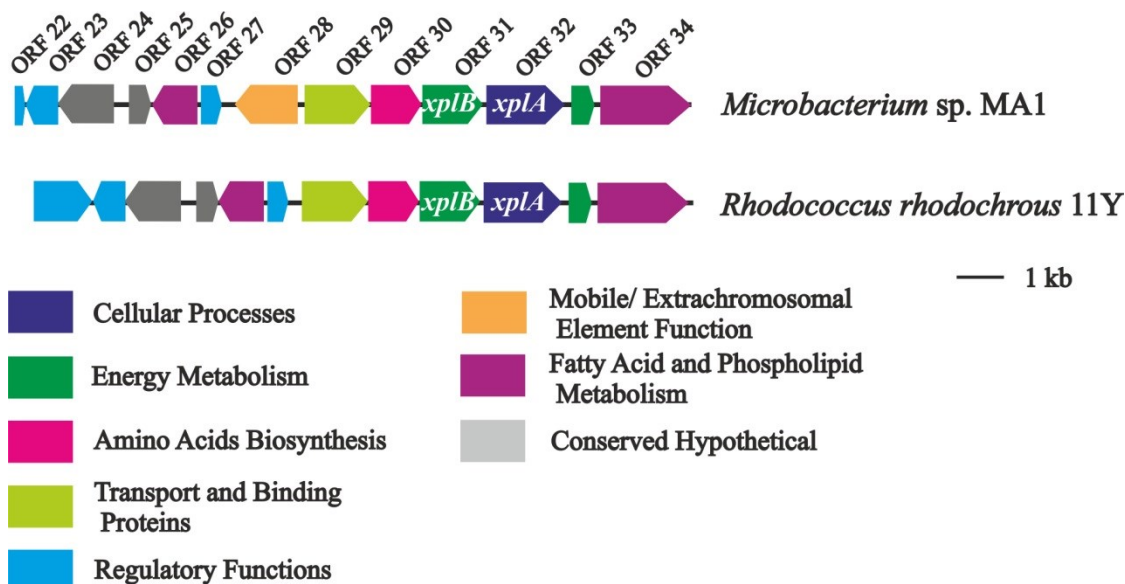 ORF 22
ORF 23
ORF 24
ORF 25
ORF 26
ORF 27
ORF 28
ORF 29
ORF 30
ORF 31
ORF 32
ORF 33
ORF 34
xplB
xplA
Microbacterium sp. MA1
xplB
xplA
Rhodococcus rhodochrous 11Y
1 kb
Cellular Processes
Energy Metabolism
Amino Acids Biosynthesis
Transport and Binding
Proteins
Regulatory Functions
Mobile/ Extrachromosomal
Element Function
Fatty Acid and Phospholipid
Metabolism
Conserved Hypothetical